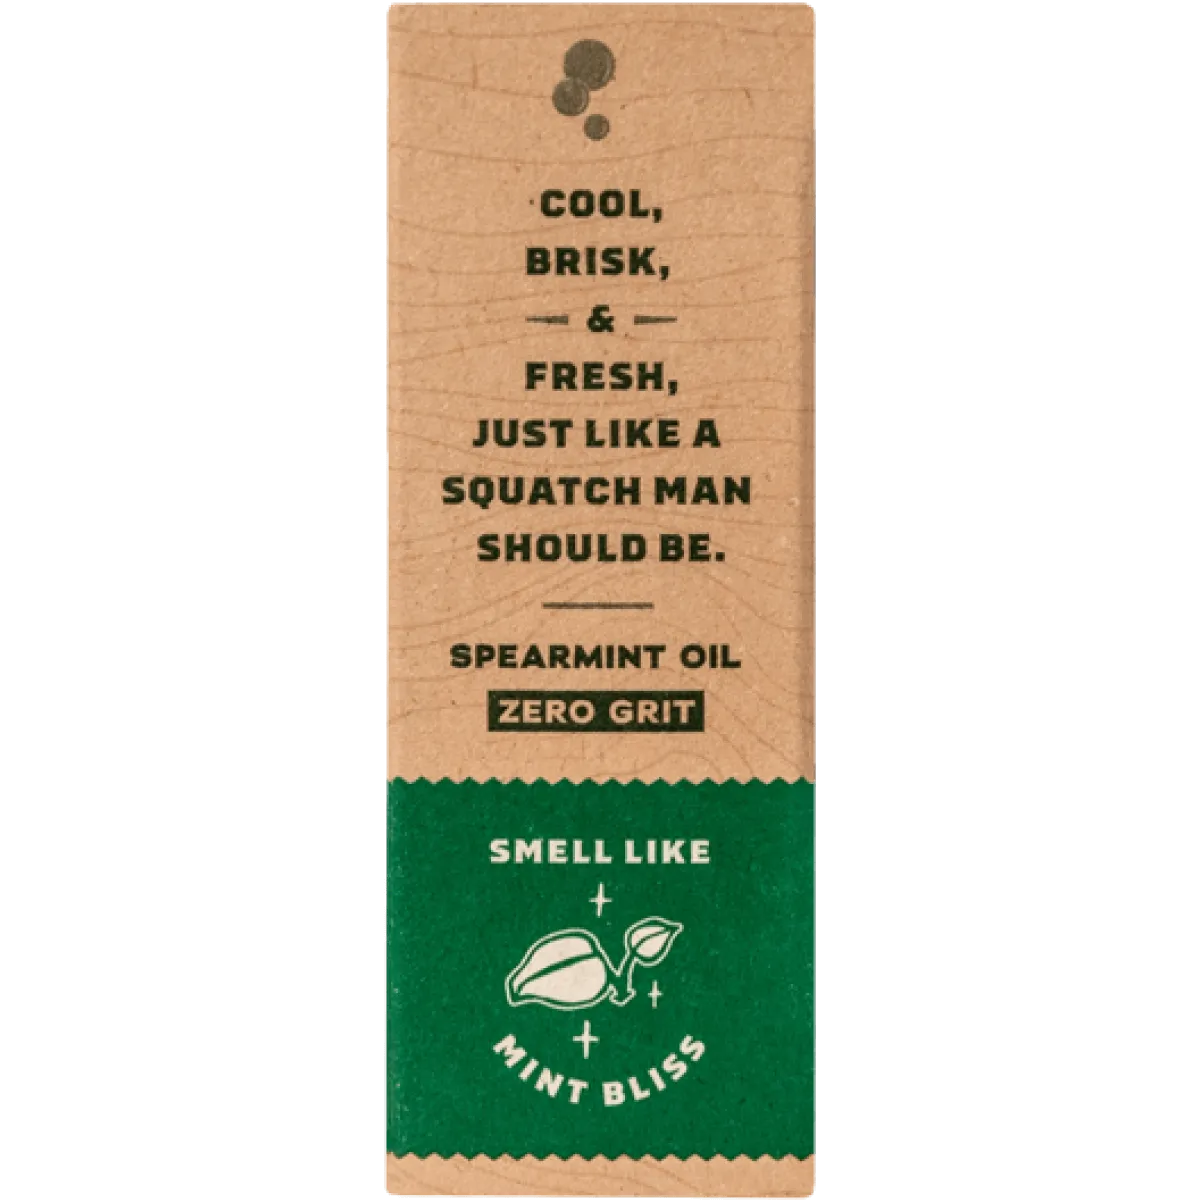 COOL,
BRISK,
&
FRESH,
JUST LIKE A
SQUATCH MAN
SHOULD BE.
SPEARMINT OIL
ZERO GRIT
SMELL LIKE
MINT BLISS